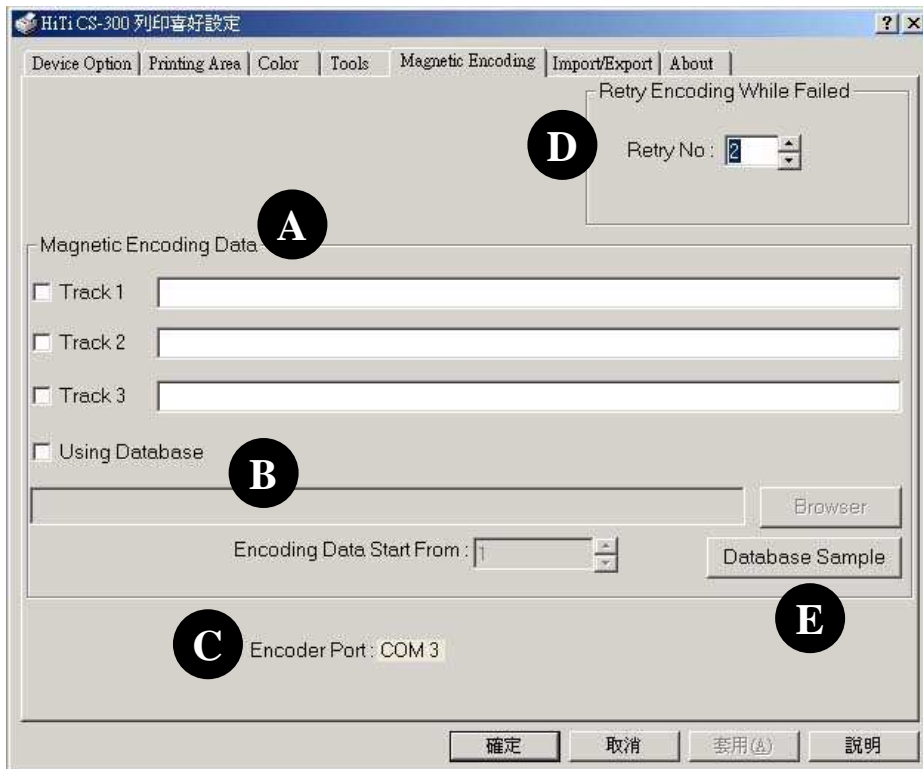 HiTi CS-300 列印喜好設定
Device Option Printing Area Color Tools Magnetic Encoding Import/Export About
Retry Encoding While Failed
D
Retry No : 2
A
Magnetic Encoding Data
Track 1
Track 2
Track 3
Using Database
B
Browser
Encoding Data Start From : 1
Database Sample
E
C
Encoder Port : COM 3
確定 取消 套用(A) 說明